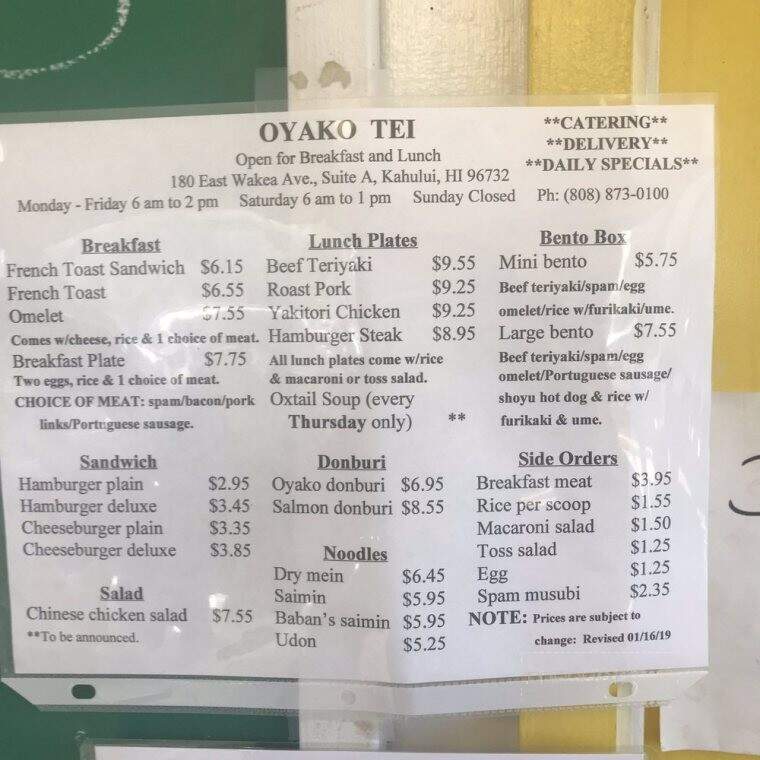 OYAKO TEI
Open for Breakfast and Lunch
180 East Wakea Ave., Suite A, Kahului, HI 96732
Monday - Friday 6 am to 2 pm Saturday 6 am to 1 pm Sunday Closed Ph: (808) 873-0100
**CATERING**
**DELIVERY**
**DAILY SPECIALS**
Breakfast
French Toast Sandwich $6.15
French Toast $6.55
Omelet $7.55
Comes w/cheese, rice & 1 choice of meat.
Breakfast Plate $7.75
Two eggs, rice & 1 choice of meat.
CHOICE OF MEAT: spam/bacon/pork
links/Portuguese sausage.
Sandwich
Hamburger plain $2.95
Hamburger deluxe $3.45
Cheeseburger plain $3.35
Cheeseburger deluxe $3.85
Salad
Chinese chicken salad $7.55
**To be announced.
Lunch Plates
Beef Teriyaki $9.55
Roast Pork $9.25
Yakitori Chicken $9.25
Hamburger Steak $8.95
All lunch plates come w/rice
& macaroni or toss salad.
Oxtail Soup (every
Thursday only) **
Donburi
Oyako donburi $6.95
Salmon donburi $8.55
Noodles
Dry mein $6.45
Saimin $5.95
Baban's saimin $5.95
Udon $5.25
Bento Box
Mini bento $5.75
Beef teriyaki/spam/egg
omelet/rice w/furikaki/ume.
Large bento $7.55
Beef teriyaki/spam/egg
omelet/Portuguese sausage/
shoyu hot dog & rice w/
furikaki & ume.
Side Orders
Breakfast meat $3.95
Rice per scoop $1.55
Macaroni salad $1.50
Toss salad $1.25
Egg $1.25
Spam musubi $2.35
NOTE: Prices are subject to
change: Revised 01/16/19